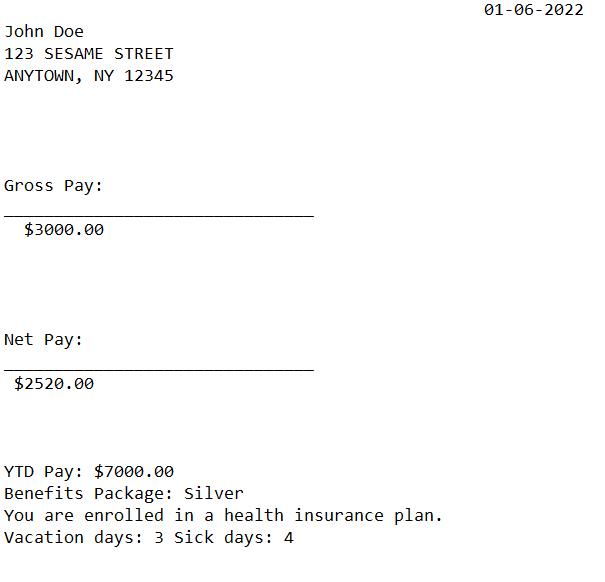 01-06-2022
John Doe
123 SESAME STREET
ANYTOWN, NY 12345
Gross Pay:
_______________________________
$3000.00
Net Pay:
_______________________________
$2520.00
YTD Pay: $7000.00
Benefits Package: Silver
You are enrolled in a health insurance plan.
Vacation days: 3 Sick days: 4